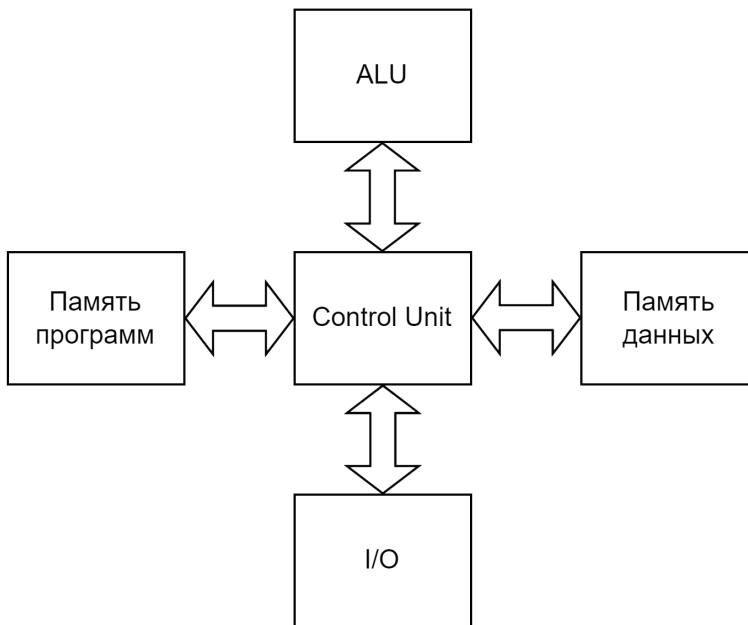 ALU
Память
программ
Control Unit
Память
данных
I/O